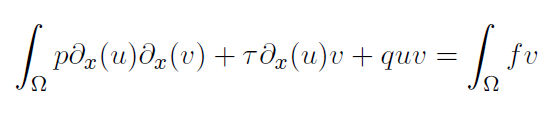 ∫_Ω p∂_x(u)∂_x(v) + τ∂_x(u)v + quv = ∫_Ω fv